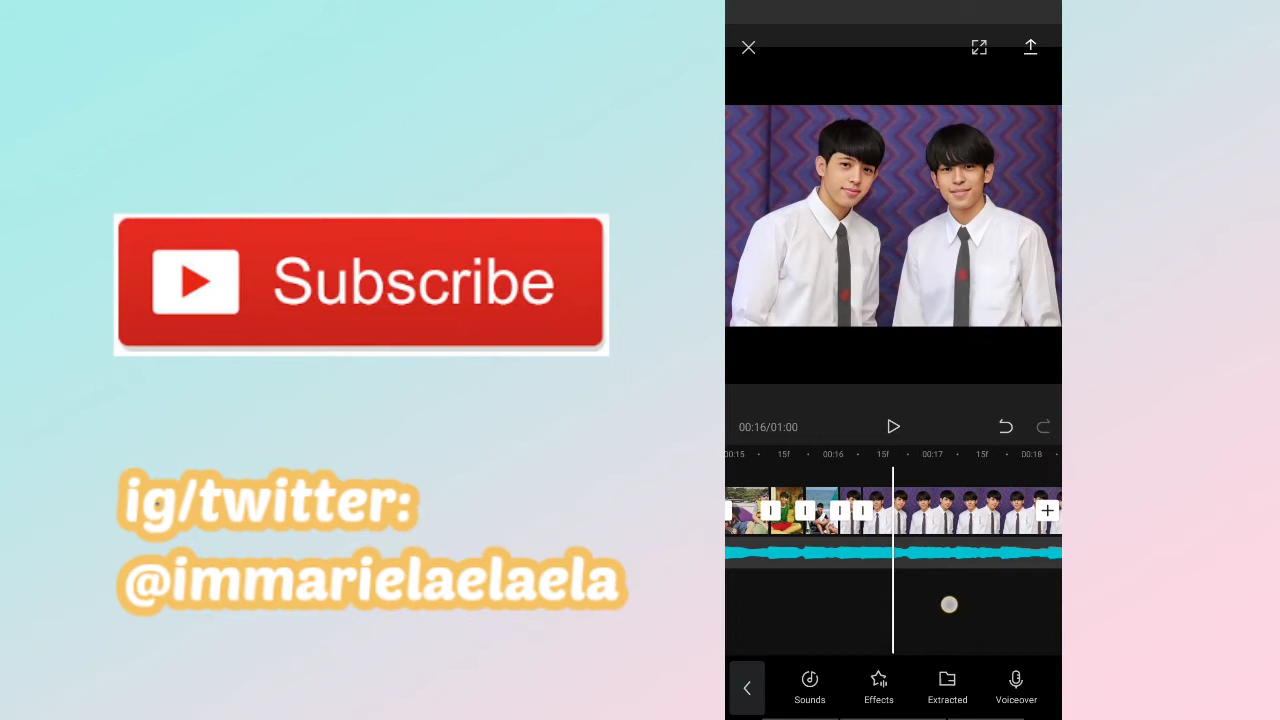 Subscribe
ig/twitter:
@immarielaelaela
00:16/01:00
00:15 15f 00:16 15f 00:17 15f 00:18
Sounds Effects Extracted Voiceover